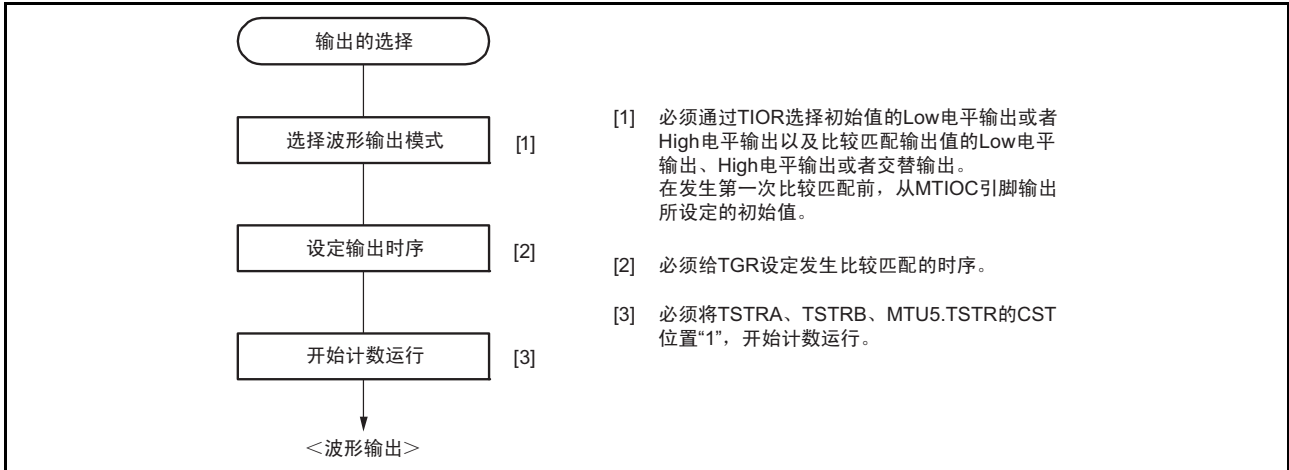 输出的选择
选择波形输出模式
[1]
设定输出时序
[2]
开始计数运行
[3]
＜波形输出＞
[1] 必须通过TIOR选择初始值的Low电平输出或者
High电平输出以及比较匹配输出值的Low电平
输出、High电平输出或者交替输出。
在发生第一次比较匹配前，从MTIOC引脚输出
所设定的初始值。
[2] 必须给TGR设定发生比较匹配的时序。
[3] 必须将TSTRA、TSTRB、MTU5.TSTR的CST
位置“1”，开始计数运行。